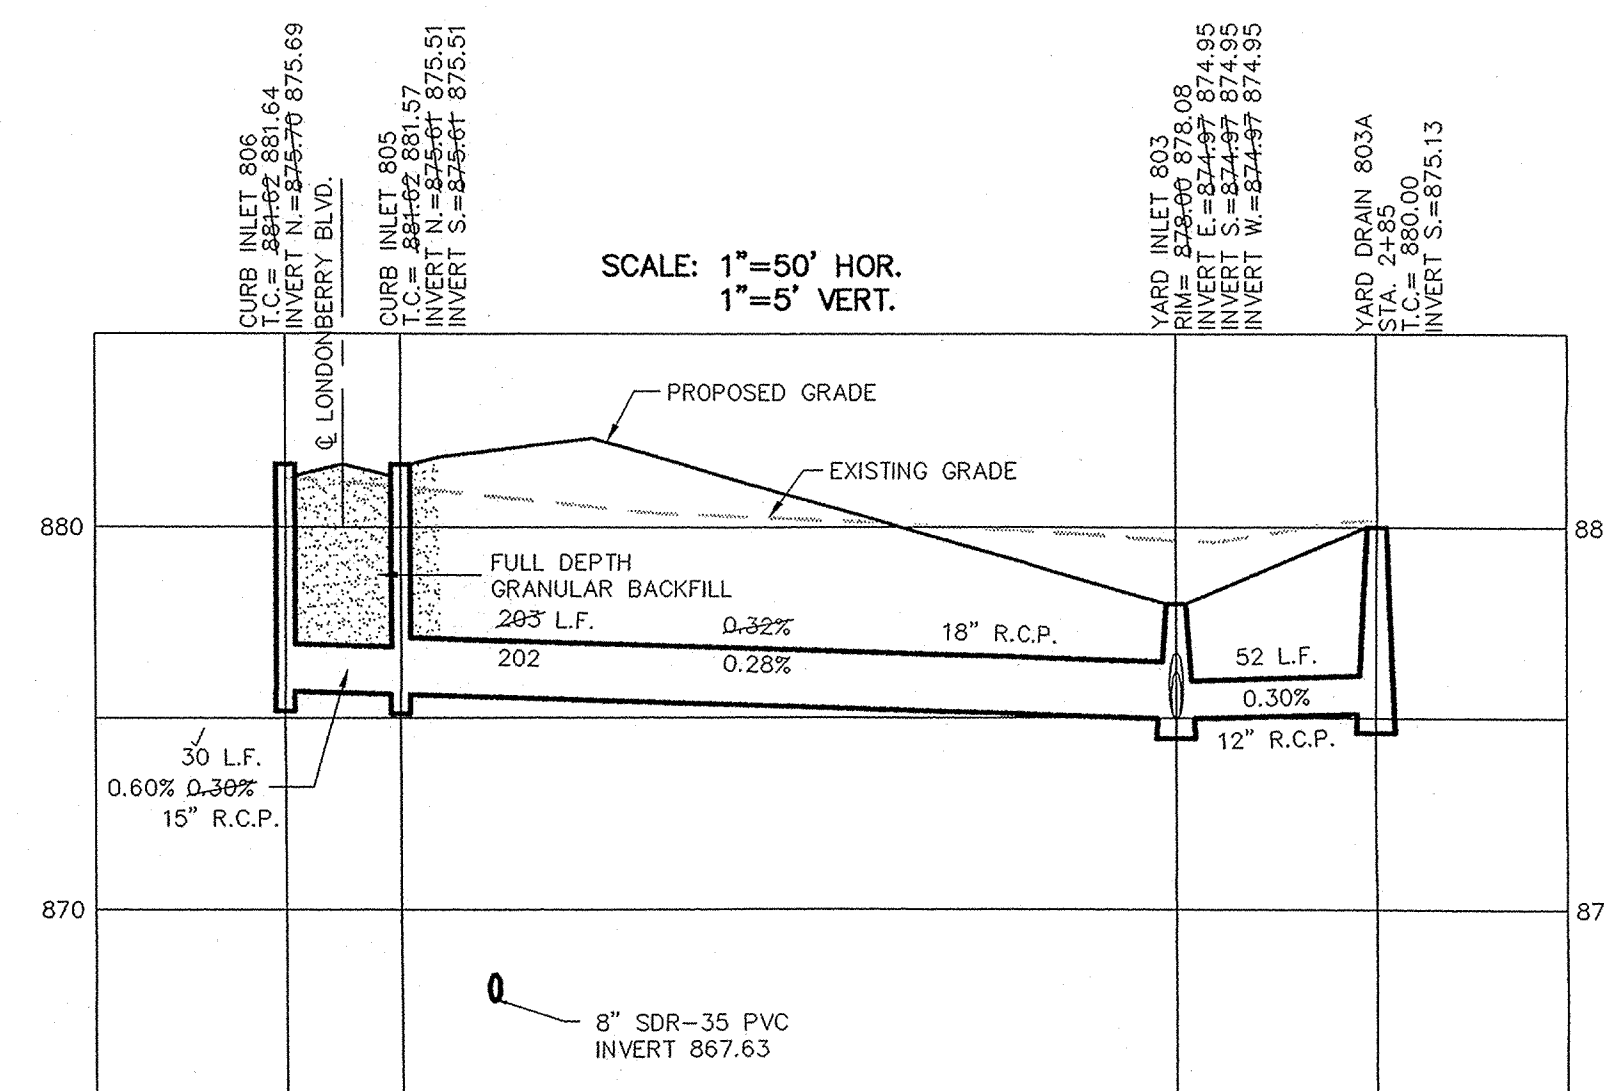 CURB INLET 806
T.C.= 881.62 881.64
INVERT N.=875.70 875.69
℄ LONDONBERRY BLVD.
CURB INLET 805
T.C.= 881.62 881.57
INVERT N.=875.61 875.51
INVERT S.=875.61 875.51
SCALE: 1"=50' HOR.
1"=5' VERT.
YARD INLET 803
RIM= 878.00 878.08
INVERT E.=874.97 874.95
INVERT S.=874.97 874.95
INVERT W.=874.97 874.95
YARD DRAIN 803A
STA. 2+85
T.C.= 880.00
INVERT S.=875.13
PROPOSED GRADE
EXISTING GRADE
880
88
FULL DEPTH
GRANULAR BACKFILL
203 L.F.
0.32%
18" R.C.P.
202
0.28%
52 L.F.
0.30%
12" R.C.P.
30 L.F.
0.60% 0.30%
15" R.C.P.
870
87
8" SDR-35 PVC
INVERT 867.63